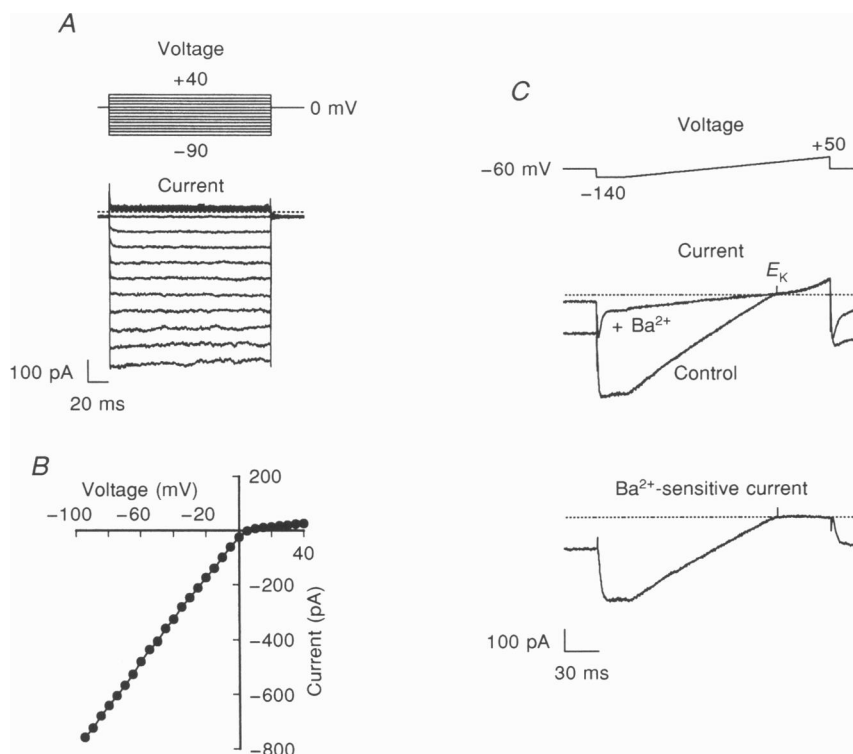 A
Voltage
+40
0 mV
−90
Current
100 pA
20 ms
B
Voltage (mV)
−100
−60
−20
200
40
−200
−400
−600
−800
Current (pA)
C
Voltage
+50
−60 mV
−140
Current
EK
+ Ba2+
Control
Ba2+-sensitive current
100 pA
30 ms